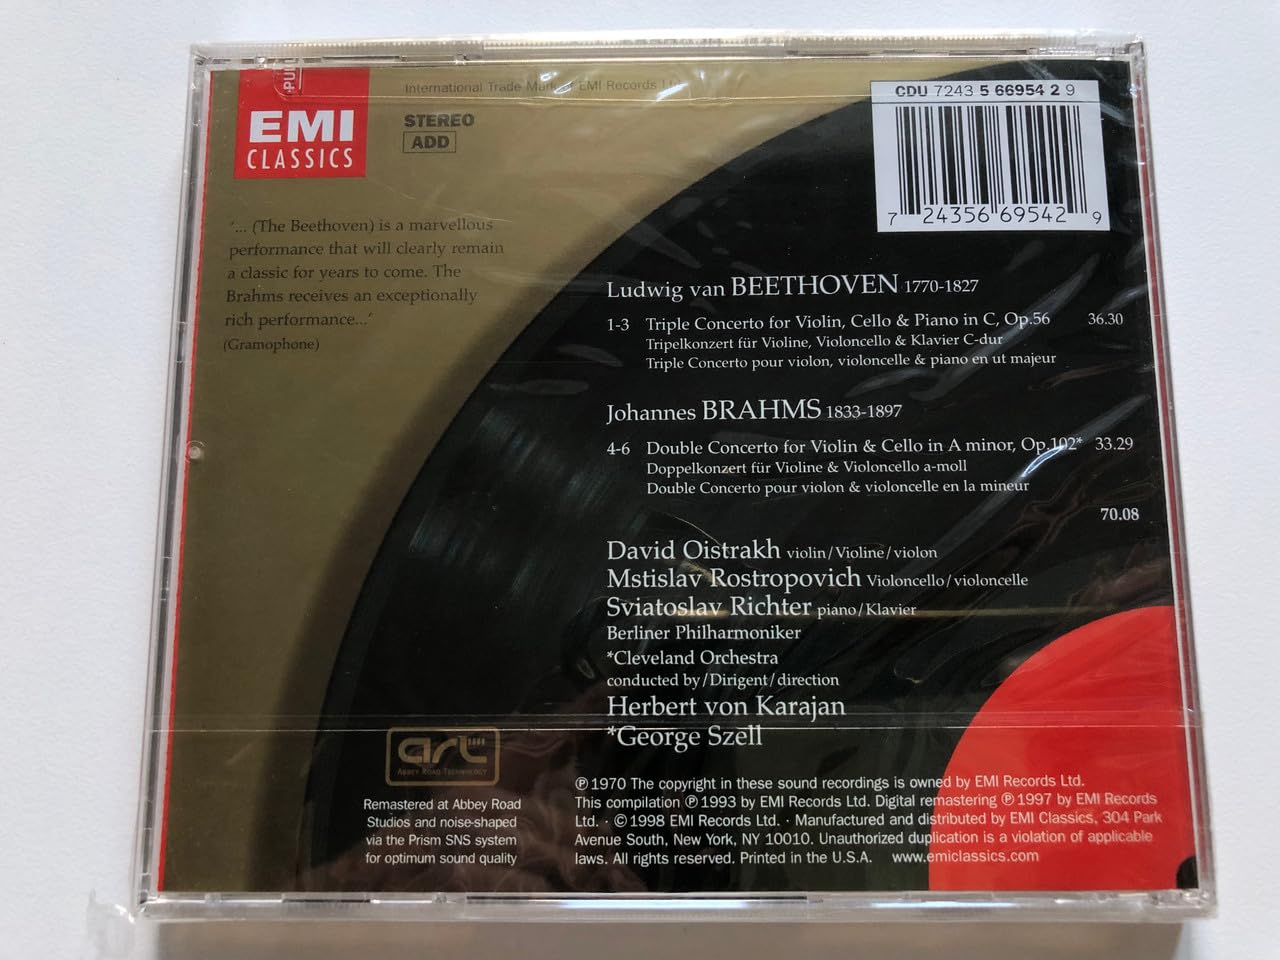 PULL
International Trade Mark of EMI Records Ltd
EMI
CLASSICS
STEREO
ADD
CDU 7243 5 66954 2 9
7 24356 69542 9
‘... (The Beethoven) is a marvellous
performance that will clearly remain
a classic for years to come. The
Brahms receives an exceptionally
rich performance...‘
(Gramophone)
Ludwig van BEETHOVEN 1770-1827
1-3 Triple Concerto for Violin, Cello & Piano in C, Op.56 36.30
Tripelkonzert für Violine, Violoncello & Klavier C-dur
Triple Concerto pour violon, violoncelle & piano en ut majeur
Johannes BRAHMS 1833-1897
4-6 Double Concerto for Violin & Cello in A minor, Op.102* 33.29
Doppelkonzert für Violine & Violoncello a-moll
Double Concerto pour violon & violoncelle en la mineur
70.08
David Oistrakh violin/Violine/violon
Mstislav Rostropovich Violoncello/violoncelle
Sviatoslav Richter piano/Klavier
Berliner Philharmoniker
*Cleveland Orchestra
conducted by/Dirigent/direction
Herbert von Karajan
*George Szell
art
ABBEY ROAD TECHNOLOGY
Remastered at Abbey Road
Studios and noise-shaped
via the Prism SNS system
for optimum sound quality
℗ 1970 The copyright in these sound recordings is owned by EMI Records Ltd.
This compilation ℗ 1993 by EMI Records Ltd. Digital remastering ℗ 1997 by EMI Records
Ltd. · © 1998 EMI Records Ltd. · Manufactured and distributed by EMI Classics, 304 Park
Avenue South, New York, NY 10010. Unauthorized duplication is a violation of applicable
laws. All rights reserved. Printed in the U.S.A. www.emiclassics.com